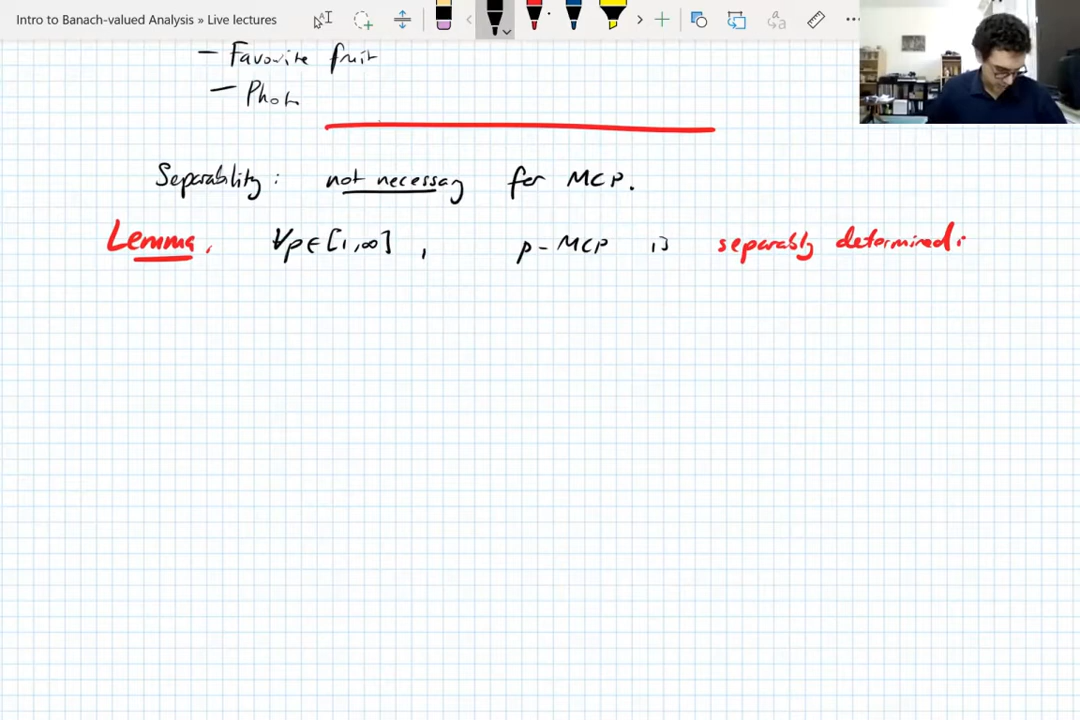 Intro to Banach-valued Analysis » Live lectures
– Favorite fruit
– Phot
Separability: not necessary for MCP.
Lemma. ∀p∈[1,∞], p-MCP is separably determined: